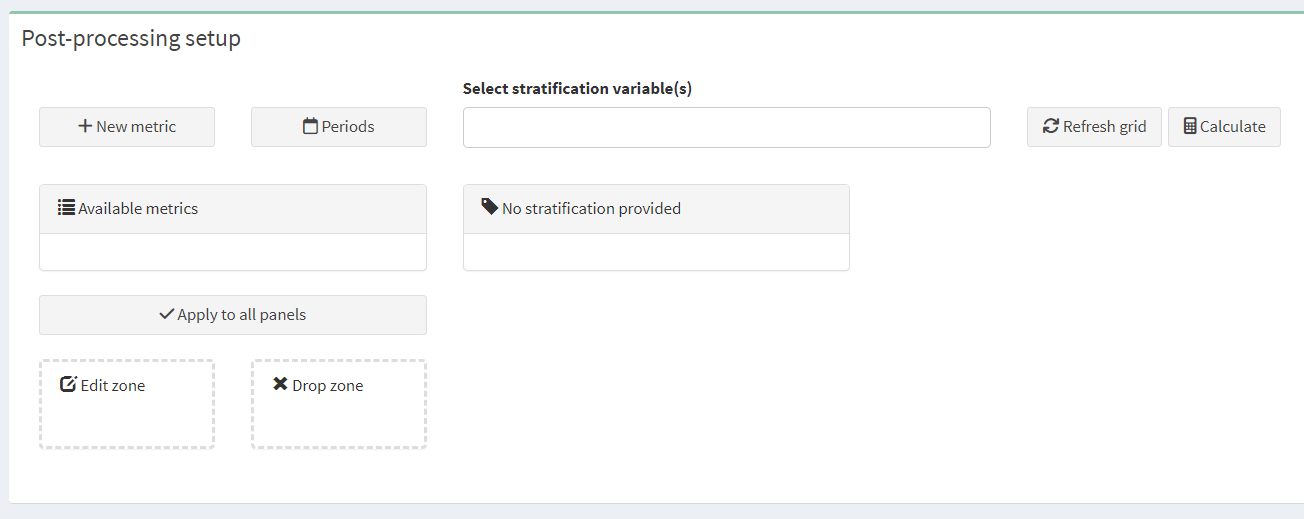 Post-processing setup
Select stratification variable(s)
New metric
Periods
Refresh grid
Calculate
Available metrics
No stratification provided
Apply to all panels
Edit zone
Drop zone